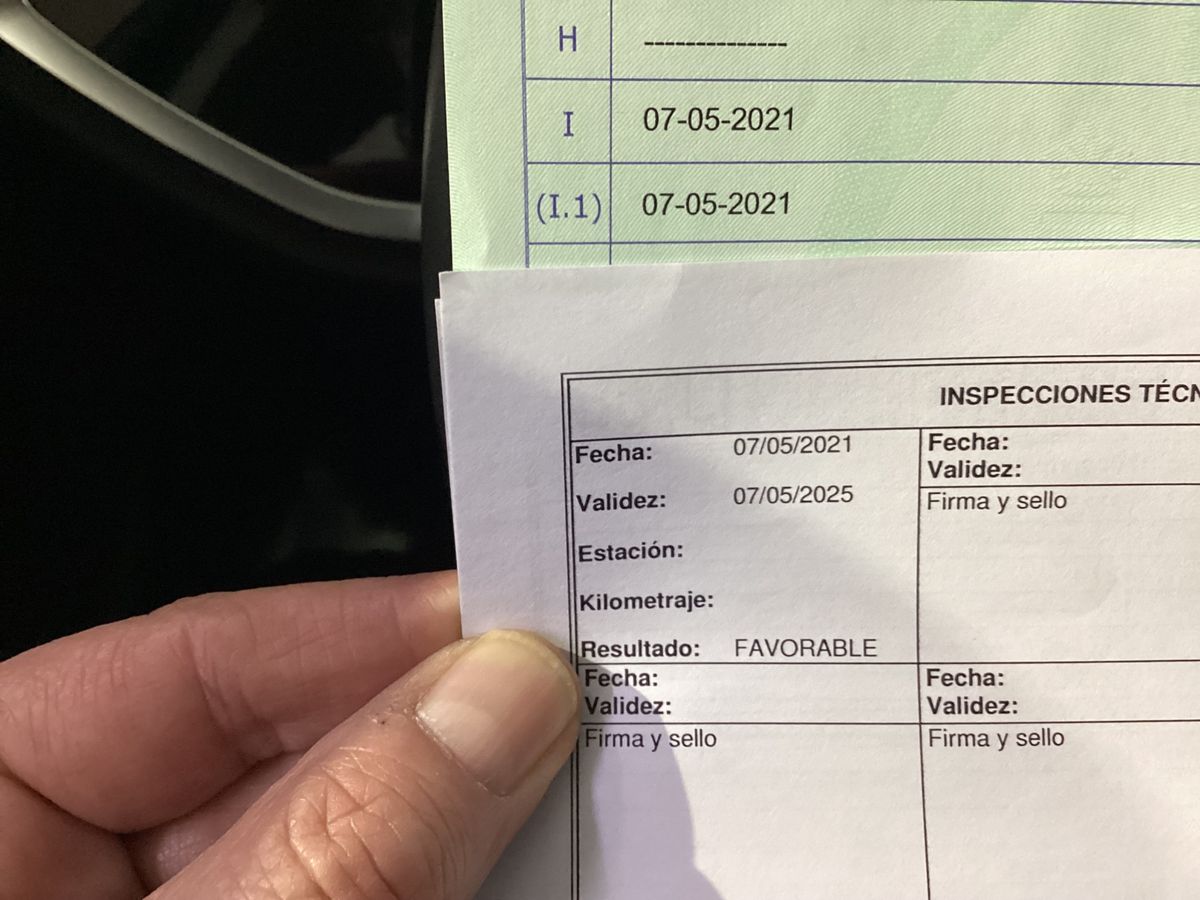 H --------------
I 07-05-2021
(I.1) 07-05-2021
INSPECCIONES
Fecha: 07/05/2021
Validez: 07/05/2025
Estación:
Kilometraje:
Resultado: FAVORABLE
Fecha:
Validez:
Firma y sello
Fecha:
Validez:
Firma y sello
Fecha:
Validez:
Firma y sello